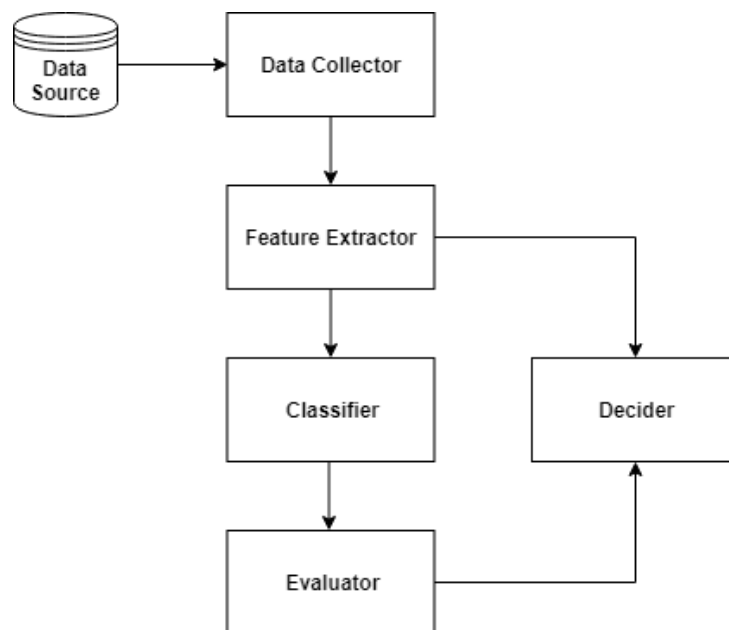 Data
Source
Data Collector
Feature Extractor
Classifier
Decider
Evaluator